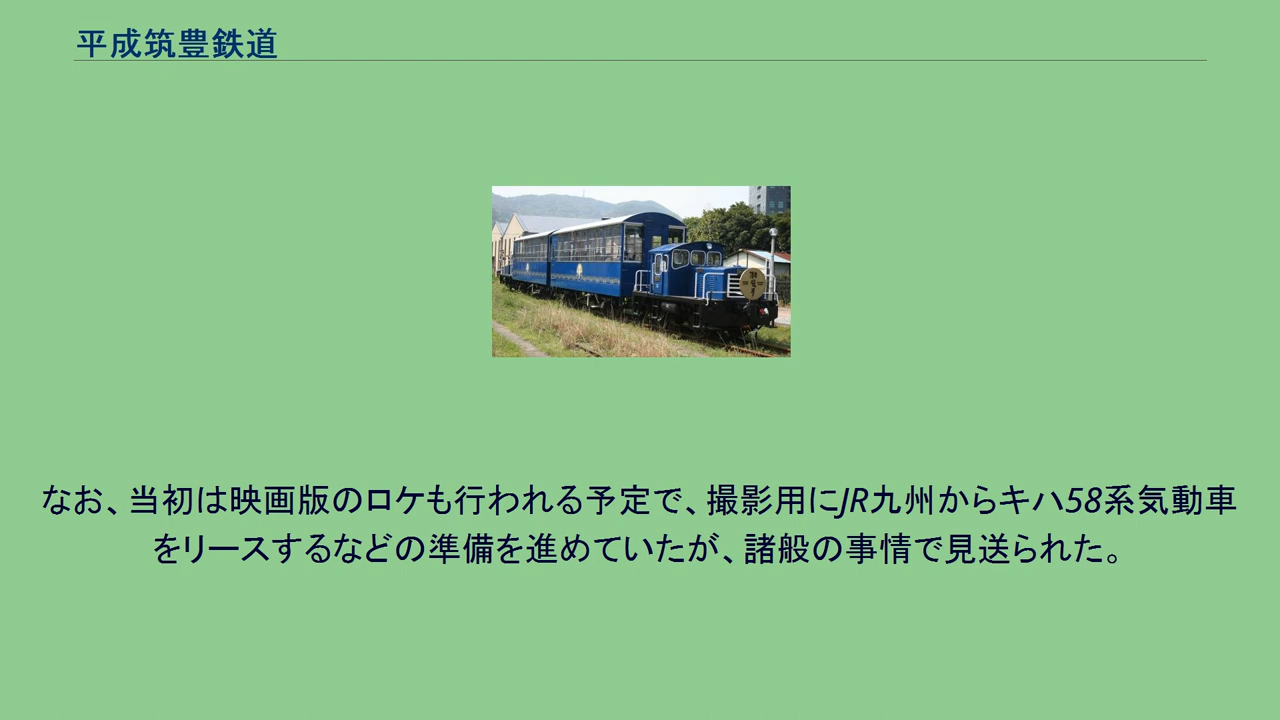 平成筑豊鉄道
なお、当初は映画版のロケも行われる予定で、撮影用にJR九州からキハ58系気動車
をリースするなどの準備を進めていたが、諸般の事情で見送られた。